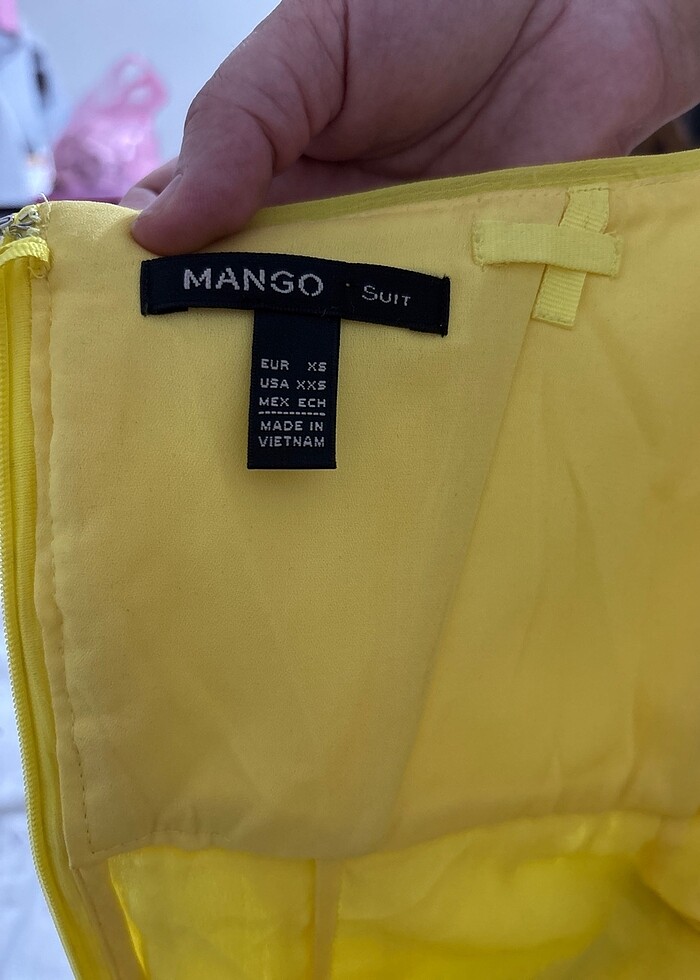 MANGO SUIT
EUR XS
USA XXS
MEX ECH
MADE IN
VIETNAM